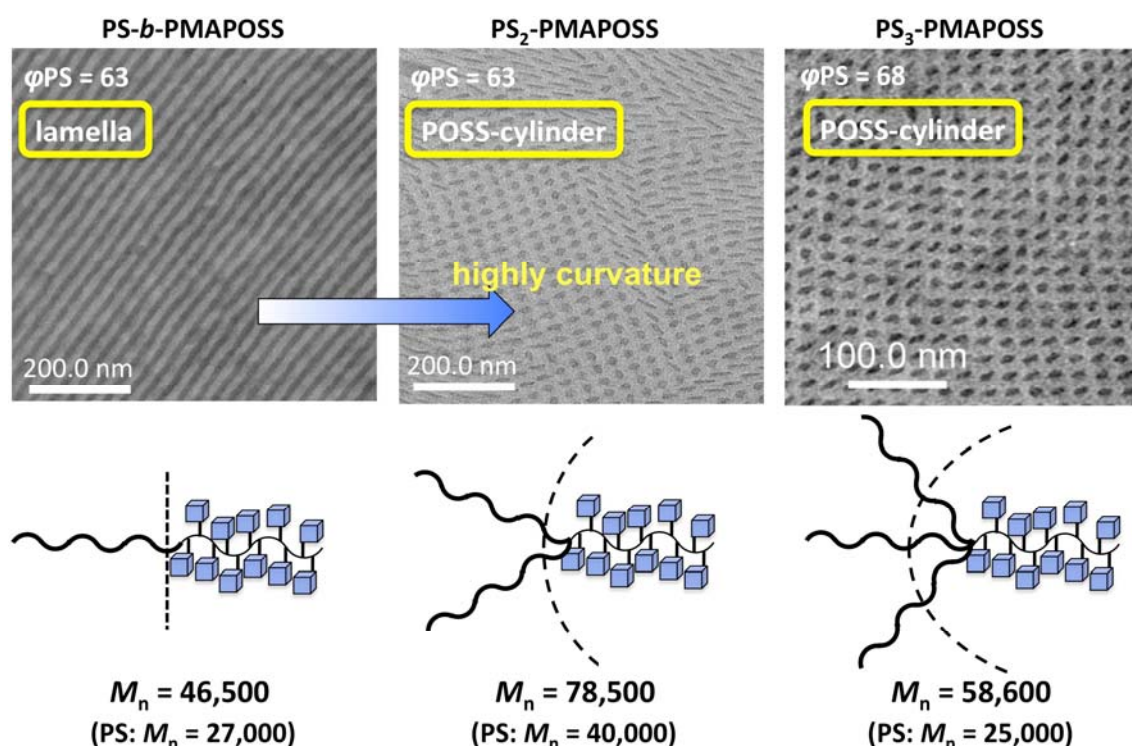 PS-b-PMAPOSS
φPS = 63
lamella
200.0 nm
PS₂-PMAPOSS
φPS = 63
POSS-cylinder
highly curvature
200.0 nm
PS₃-PMAPOSS
φPS = 68
POSS-cylinder
100.0 nm
Mn = 46,500
(PS: Mn = 27,000)
Mn = 78,500
(PS: Mn = 40,000)
Mn = 58,600
(PS: Mn = 25,000)